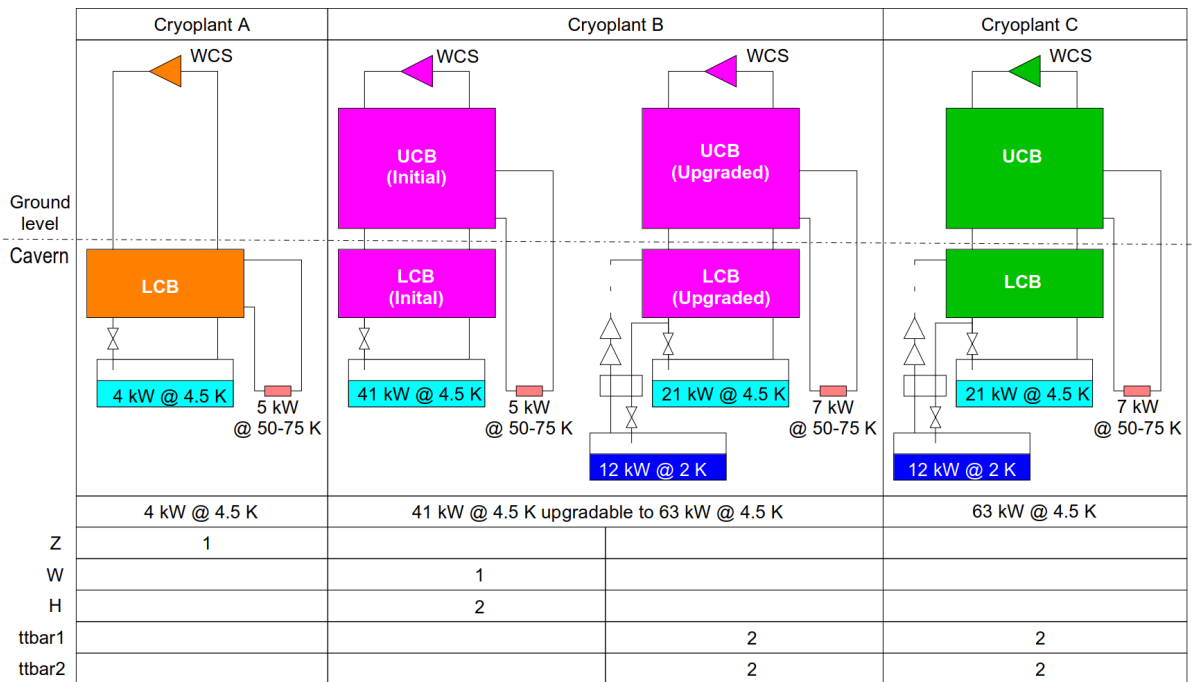 Cryoplant A
Cryoplant B
Cryoplant C
WCS
WCS
WCS
WCS
UCB
(Initial)
UCB
(Upgraded)
UCB
Ground
level
Cavern
LCB
LCB
(Inital)
LCB
(Upgraded)
LCB
4 kW @ 4.5 K
5 kW
@ 50-75 K
41 kW @ 4.5 K
5 kW
@ 50-75 K
21 kW @ 4.5 K
7 kW
@ 50-75 K
21 kW @ 4.5 K
7 kW
@ 50-75 K
12 kW @ 2 K
12 kW @ 2 K
4 kW @ 4.5 K
41 kW @ 4.5 K upgradable to 63 kW @ 4.5 K
63 kW @ 4.5 K
Z 1
W 1
H 2
ttbar1 2 2
ttbar2 2 2